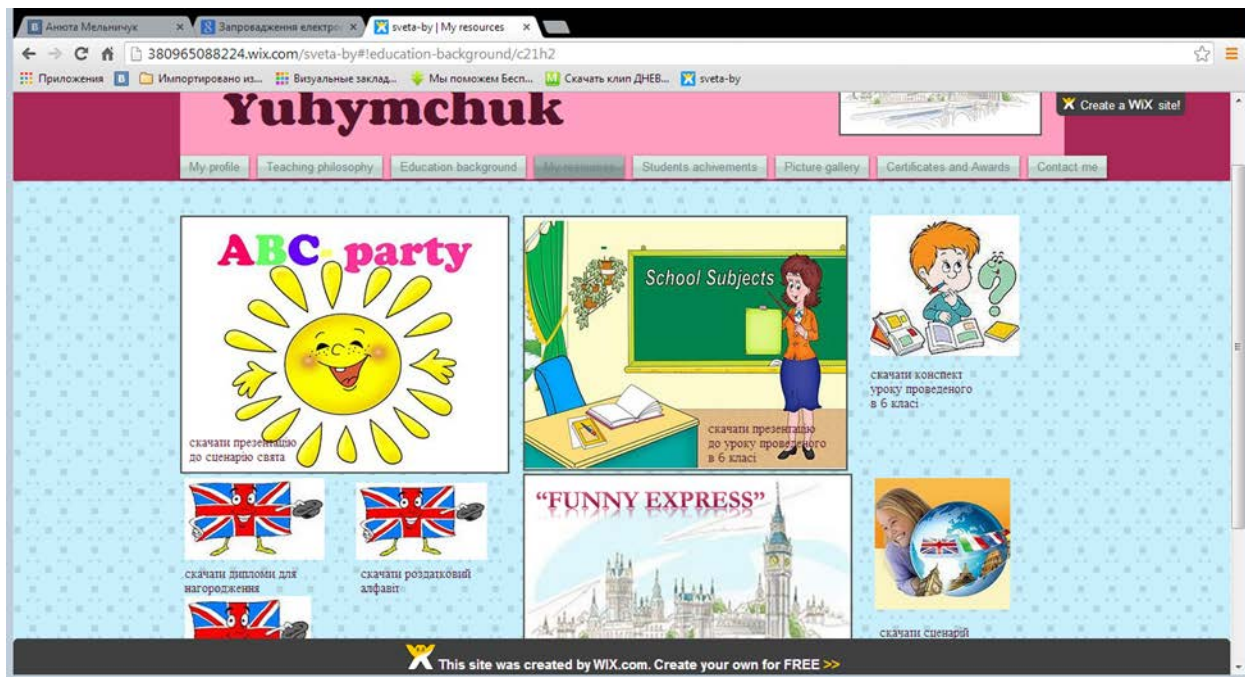 Анюта Мельничук
Запровадження електро
sveta-by | My resources
380965088224.wix.com/sveta-by#!education-background/c21h2
Приложения
Импортировано из...
Визуальные заклад...
Мы поможем Бесп...
Скачать клип ДНЕВ...
sveta-by
Yuhymchuk
Create a WiX site!
My profile
Teaching philosophy
Education background
My resources
Students achivements
Picture gallery
Certificates and Awards
Contact me
ABC- party
скачати презентацію
до сценарію свята
School Subjects
скачати презентацію
до уроку проведеного
в 6 класі
скачати конспект
уроку проведеного
в 6 класі
скачати дипломи для
нагородження
скачати роздатковий
алфавіт
"FUNNY EXPRESS"
скачати сценарій
This site was created by WIX.com. Create your own for FREE >>